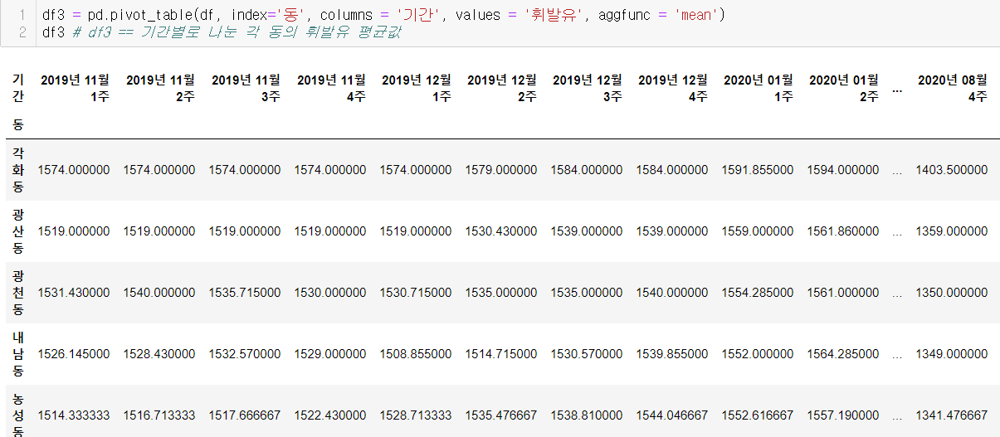 1 df3 = pd.pivot_table(df, index='동', columns = '기간', values = '휘발유', aggfunc = 'mean')
2 df3 # df3 == 기간별로 나눈 각 동의 휘발유 평균값
기간 2019년 11월 1주 2019년 11월 2주 2019년 11월 3주 2019년 11월 4주 2019년 12월 1주 2019년 12월 2주 2019년 12월 3주 2019년 12월 4주 2020년 01월 1주 2020년 01월 2주 ... 2020년 08월 4주
동
각화동 1574.000000 1574.000000 1574.000000 1574.000000 1574.000000 1579.000000 1584.000000 1584.000000 1591.855000 1594.000000 ... 1403.500000
광산동 1519.000000 1519.000000 1519.000000 1519.000000 1519.000000 1530.430000 1539.000000 1539.000000 1559.000000 1561.860000 ... 1359.000000
광천동 1531.430000 1540.000000 1535.715000 1530.000000 1530.715000 1535.000000 1535.000000 1540.000000 1554.285000 1561.000000 ... 1350.000000
내남동 1526.145000 1528.430000 1532.570000 1529.000000 1508.855000 1514.715000 1530.570000 1539.855000 1552.000000 1564.285000 ... 1349.000000
농성동 1514.333333 1516.713333 1517.666667 1522.430000 1528.713333 1535.476667 1538.810000 1544.046667 1552.616667 1557.190000 ... 1341.476667